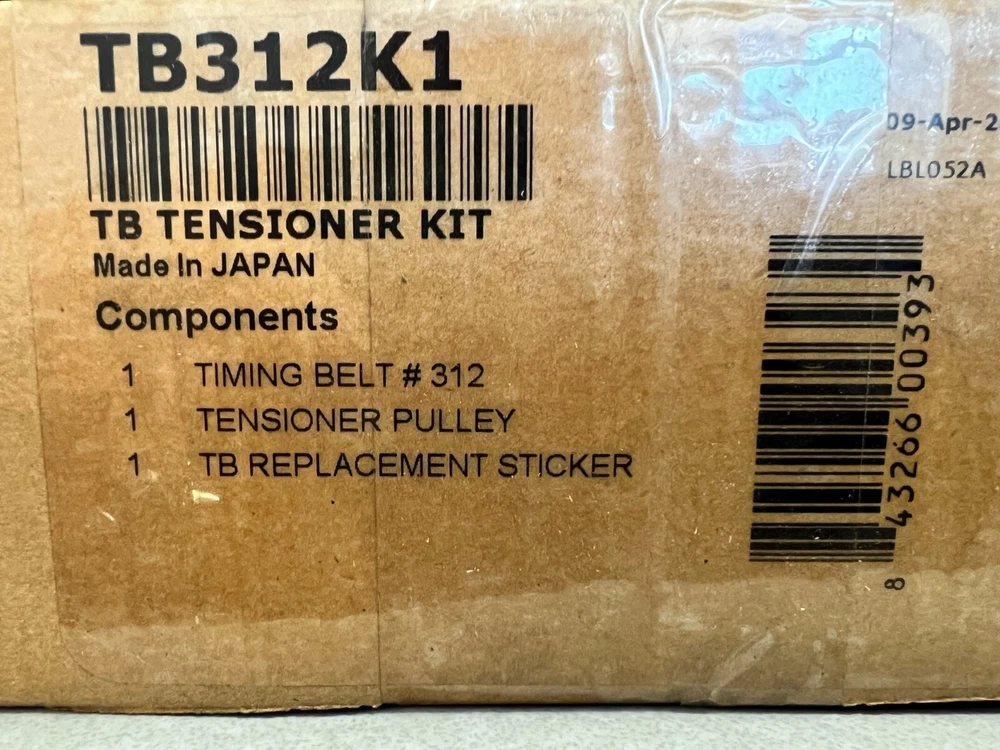 TB312K1
TB TENSIONER KIT
Made In JAPAN
Components
1 TIMING BELT # 312
1 TENSIONER PULLEY
1 TB REPLACEMENT STICKER
09-Apr-2
LBL052A
8 43266 00393